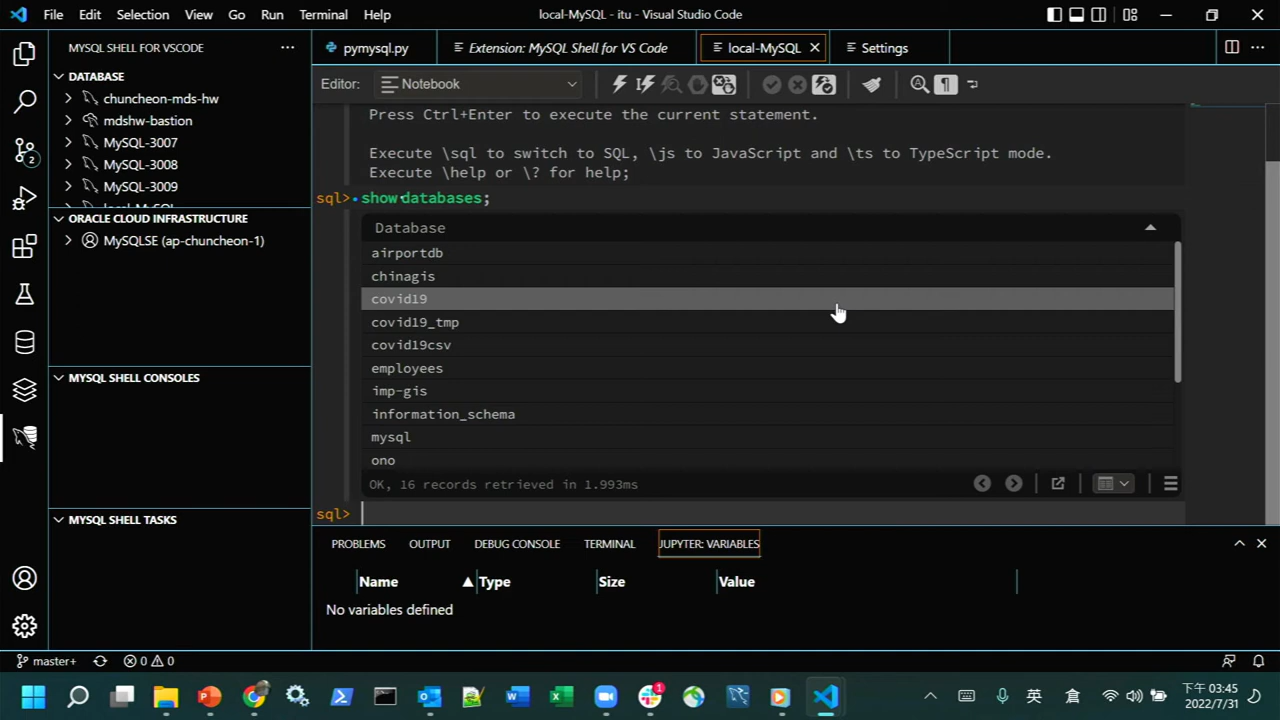 File Edit Selection View Go Run Terminal Help local-MySQL - itu - Visual Studio Code
MYSQL SHELL FOR VSCODE
pymysql.py Extension: MySQL Shell for VS Code local-MySQL Settings
DATABASE
chuncheon-mds-hw
mdshw-bastion
MySQL-3007
MySQL-3008
MySQL-3009
local-MySQL
ORACLE CLOUD INFRASTRUCTURE
MySQLSE (ap-chuncheon-1)
MYSQL SHELL CONSOLES
MYSQL SHELL TASKS
Editor: Notebook
Press Ctrl+Enter to execute the current statement.
Execute \sql to switch to SQL, \js to JavaScript and \ts to TypeScript mode.
Execute \help or \? for help;
sql> show databases;
Database
airportdb
chinagis
covid19
covid19_tmp
covid19csv
employees
imp-gis
information_schema
mysql
ono
OK, 16 records retrieved in 1.993ms
sql>
PROBLEMS OUTPUT DEBUG CONSOLE TERMINAL JUPYTER: VARIABLES
Name Type Size Value
No variables defined
2
master+ 0 0
1
英 倉 下午 03:45
2022/7/31